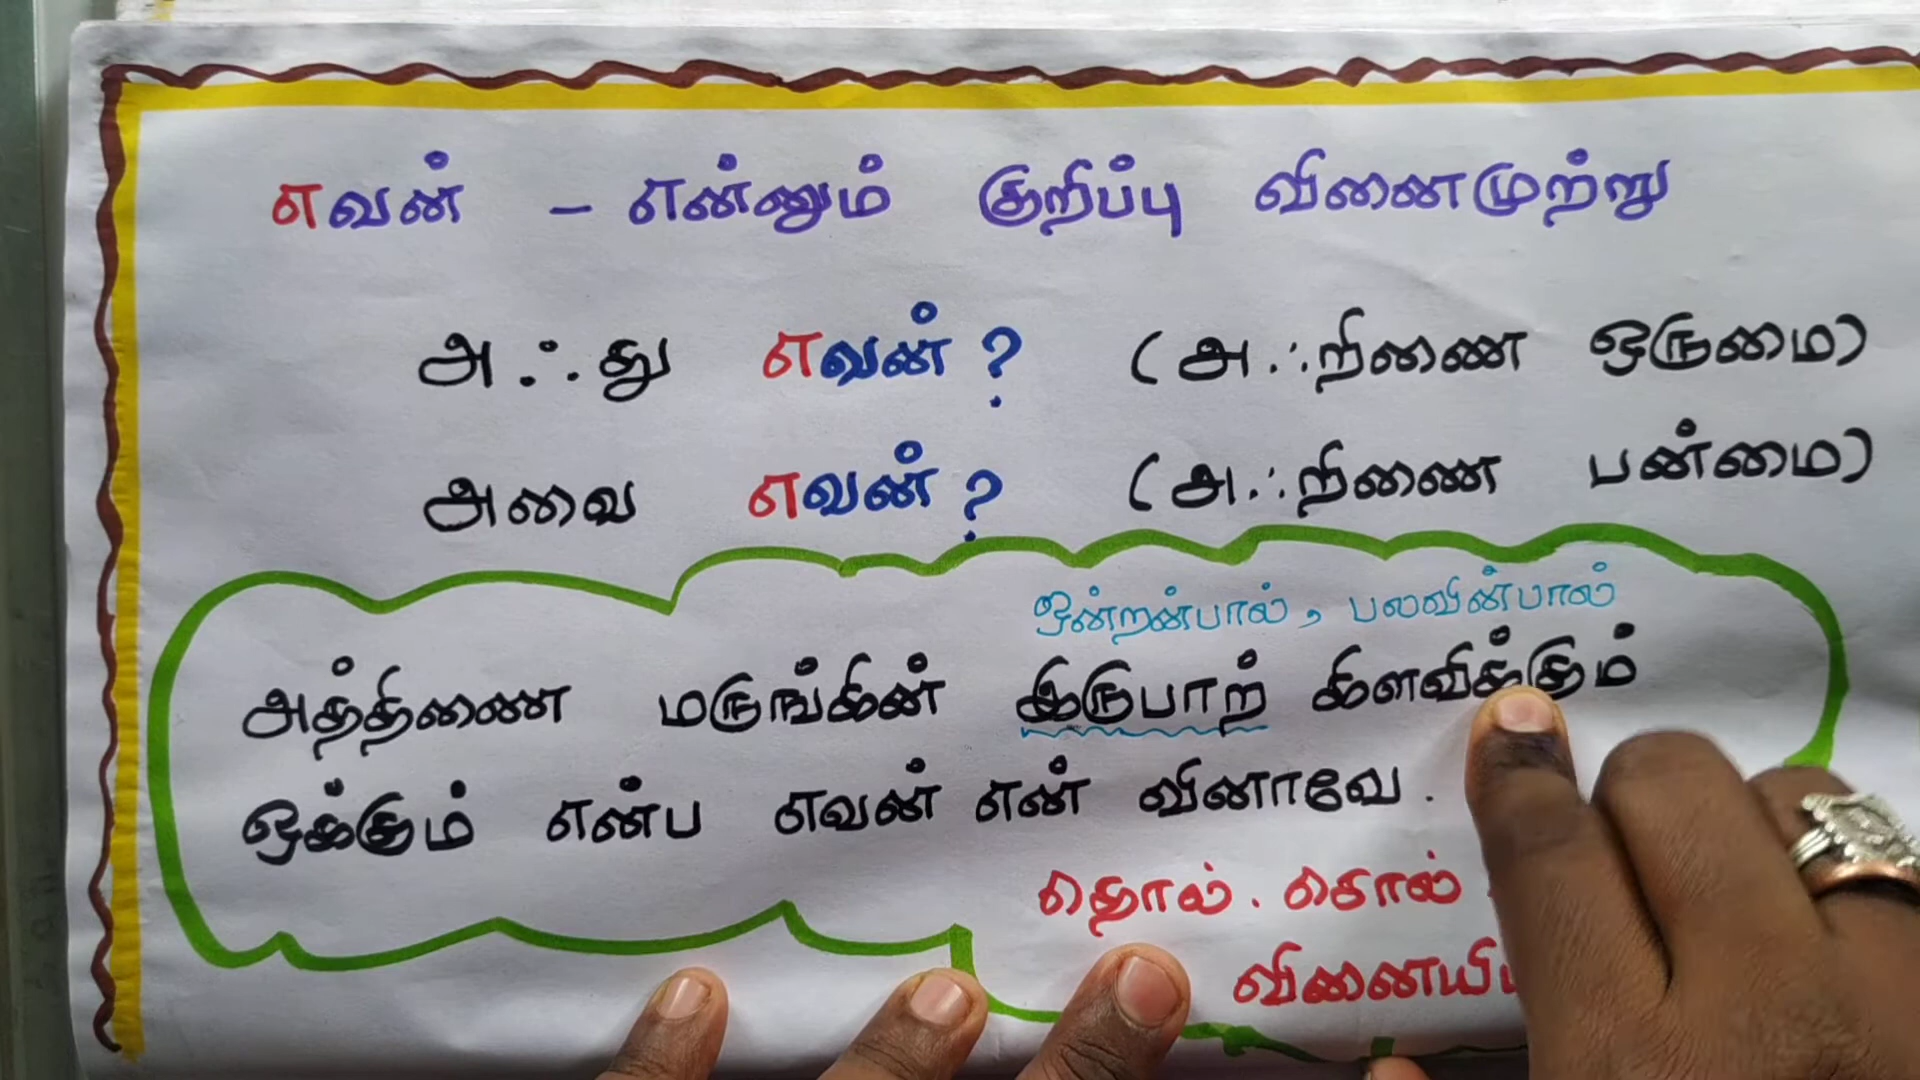 எவன் - என்னும் குறிப்பு வினைமுற்று
அஃது எவன்? (அஃறிணை ஒருமை)
அவை எவன்? (அஃறிணை பன்மை)
ஒன்றன்பால், பலவின்பால்
அத்திணை மருங்கின் இருபாற் கிளவிக்கும்
ஒக்கும் என்ப எவன் என் வினாவே.
தொல். சொல்